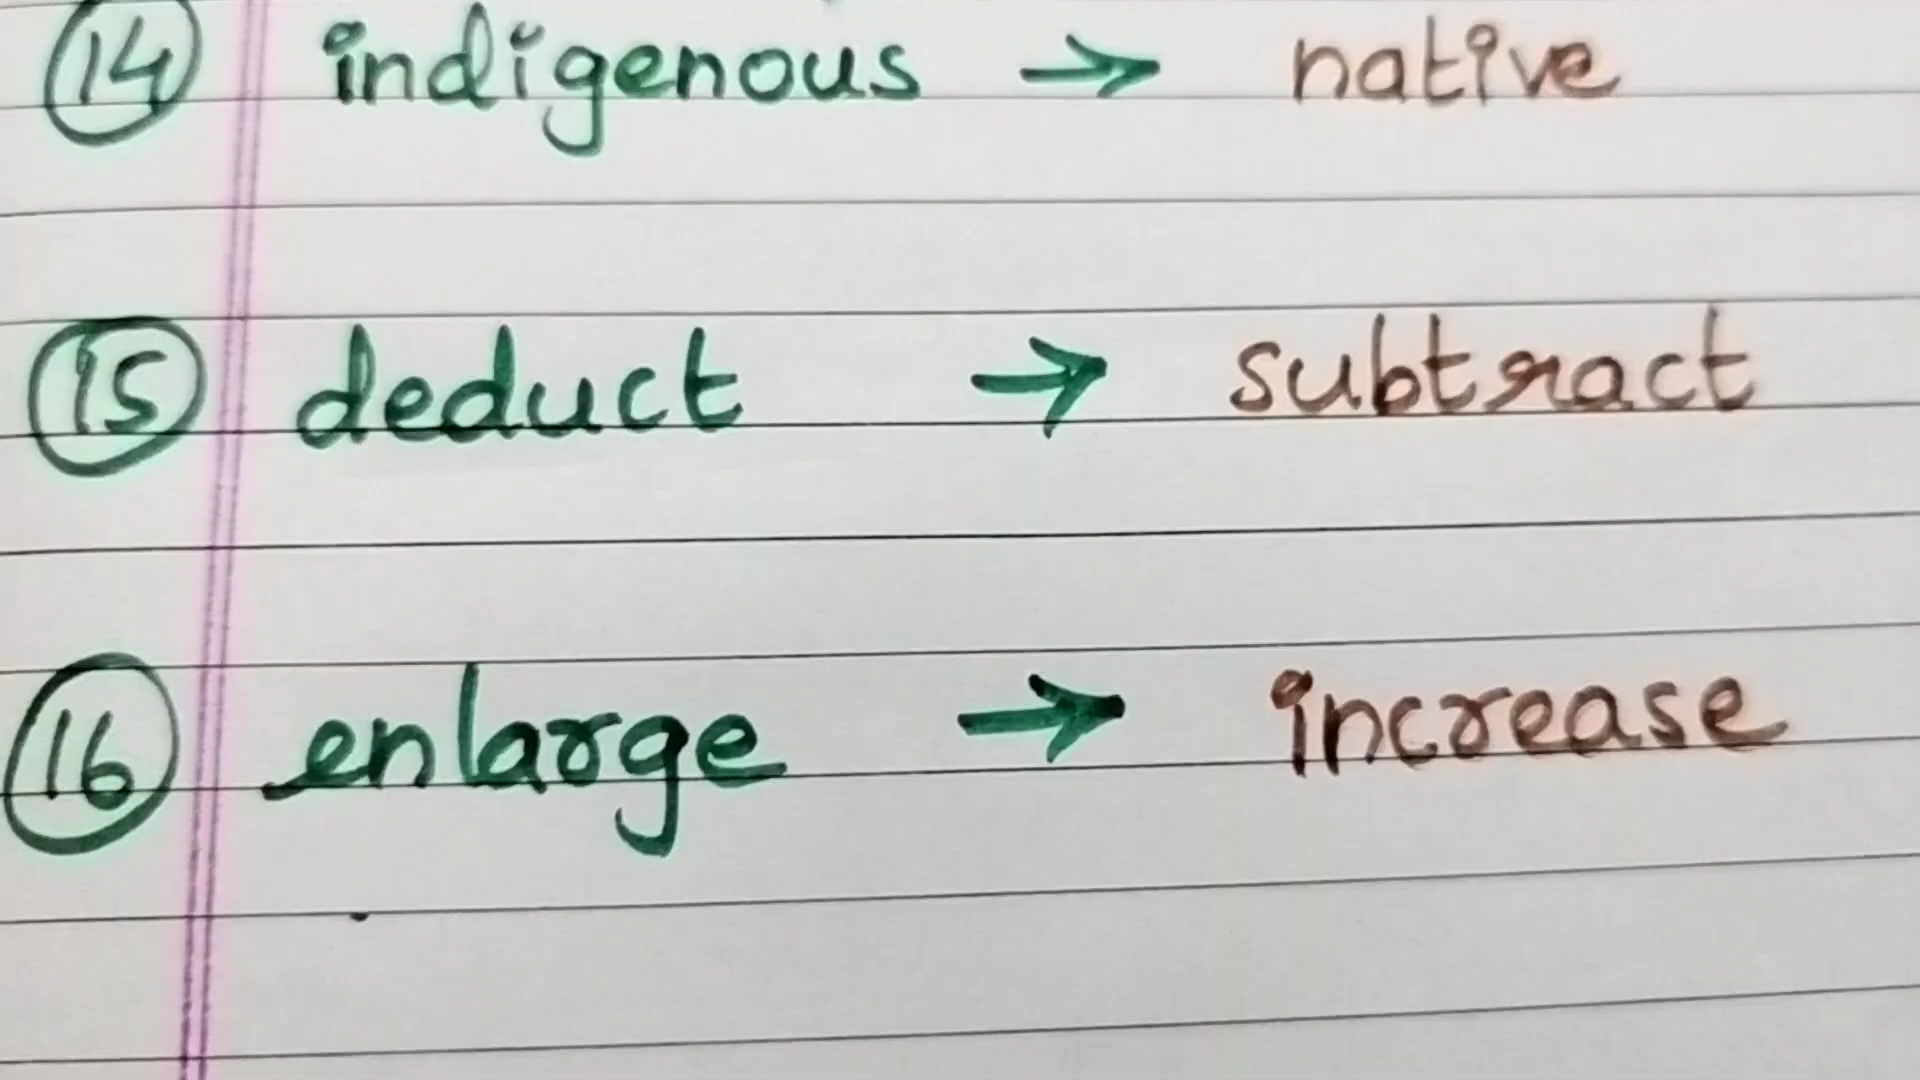 14 indigenous → native
15 deduct → subtract
16 enlarge → increase